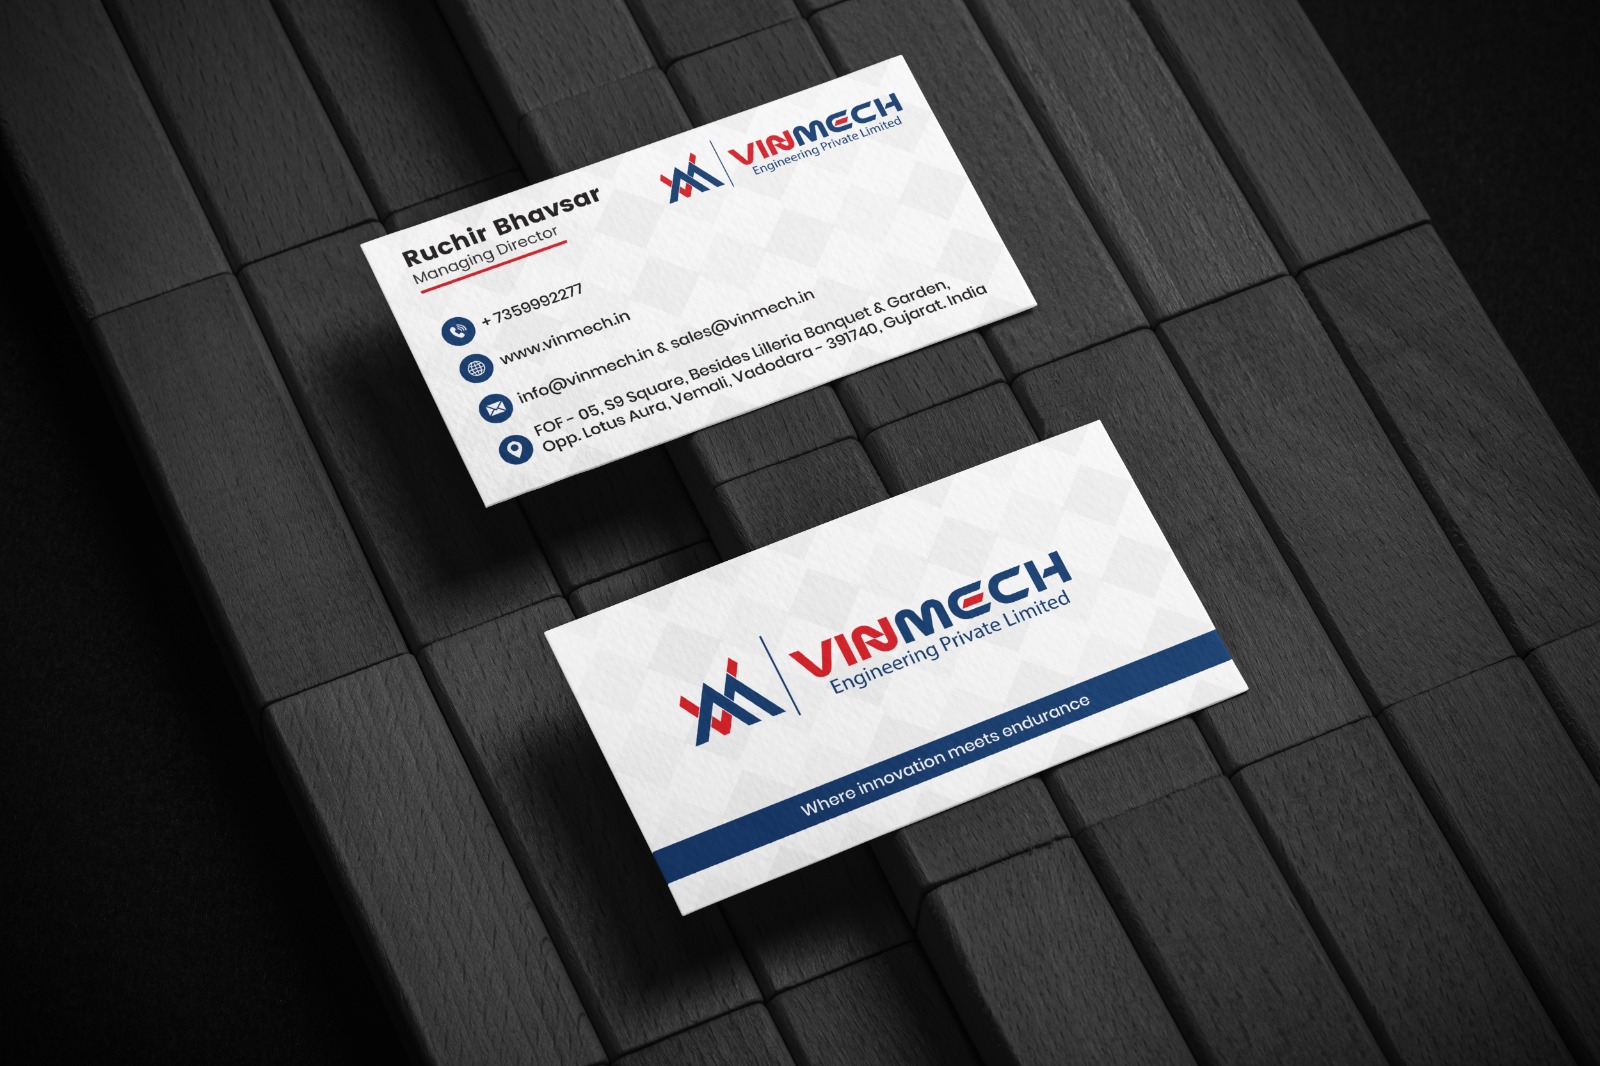 VINMECH
Engineering Private Limited
Ruchir Bhavsar
Managing Director
+7359992277
www.vinmech.in
info@vinmech.in & sales@vinmech.in
FOF - 05, S9 Square, Besides Lilleria Banquet & Garden,
Opp. Lotus Aura, Vemali, Vadodara - 391740, Gujarat. India
VINMECH
Engineering Private Limited
Where innovation meets endurance